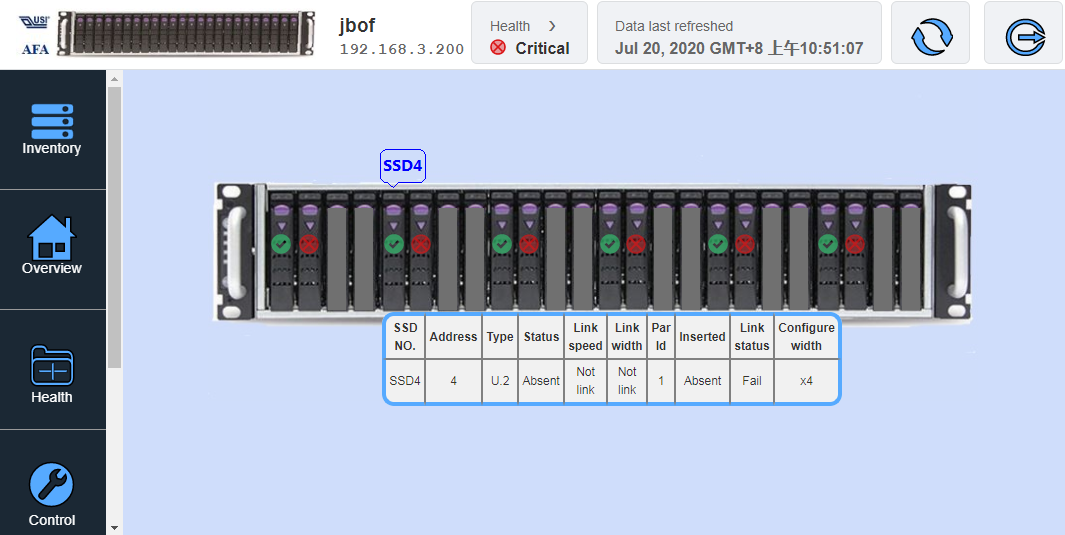 USI®
AFA
jbof
192.168.3.200
Health
Critical
Data last refreshed
Jul 20, 2020 GMT+8 上午10:51:07
Inventory
Overview
Health
Control
SSD4
SSD NO. Address Type Status Link speed Link width Par Id Inserted Link status Configure width
SSD4 4 U.2 Absent Not link Not link 1 Absent Fail x4